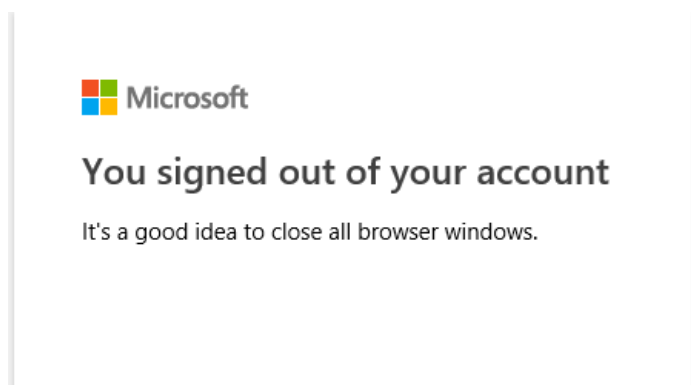 Microsoft
You signed out of your account
It's a good idea to close all browser windows.